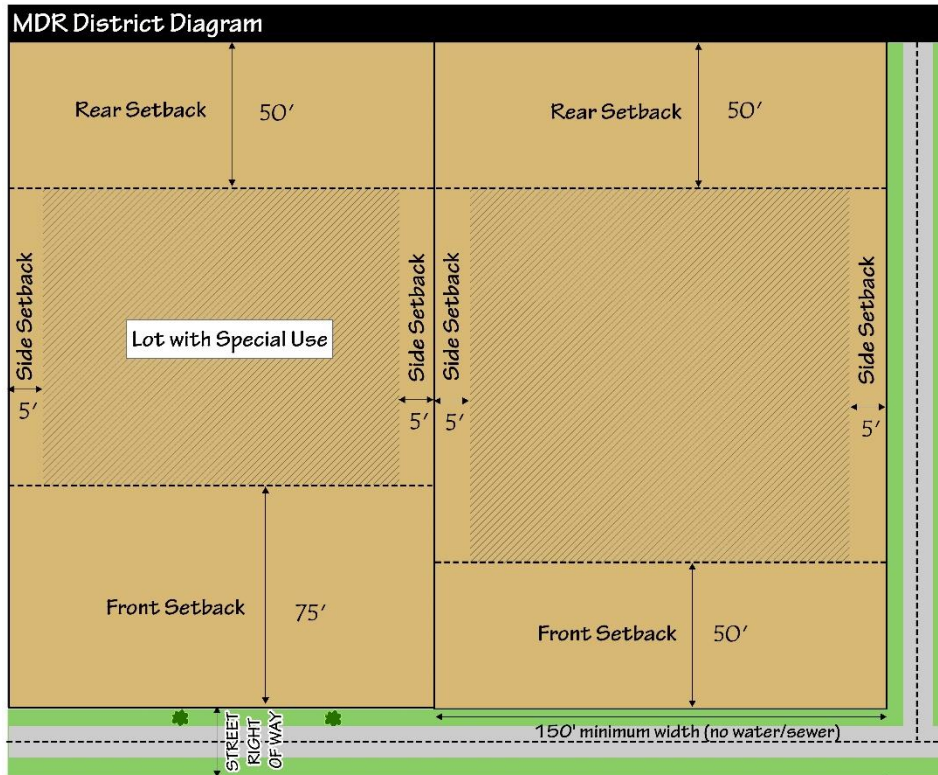 MDR District Diagram
Rear Setback 50'
Rear Setback 50'
Side Setback
5'
Lot with Special Use
Side Setback
5'
Side Setback
5'
Side Setback
5'
Front Setback 75'
Front Setback 50'
STREET
RIGHT
OF WAY
150' minimum width (no water/sewer)